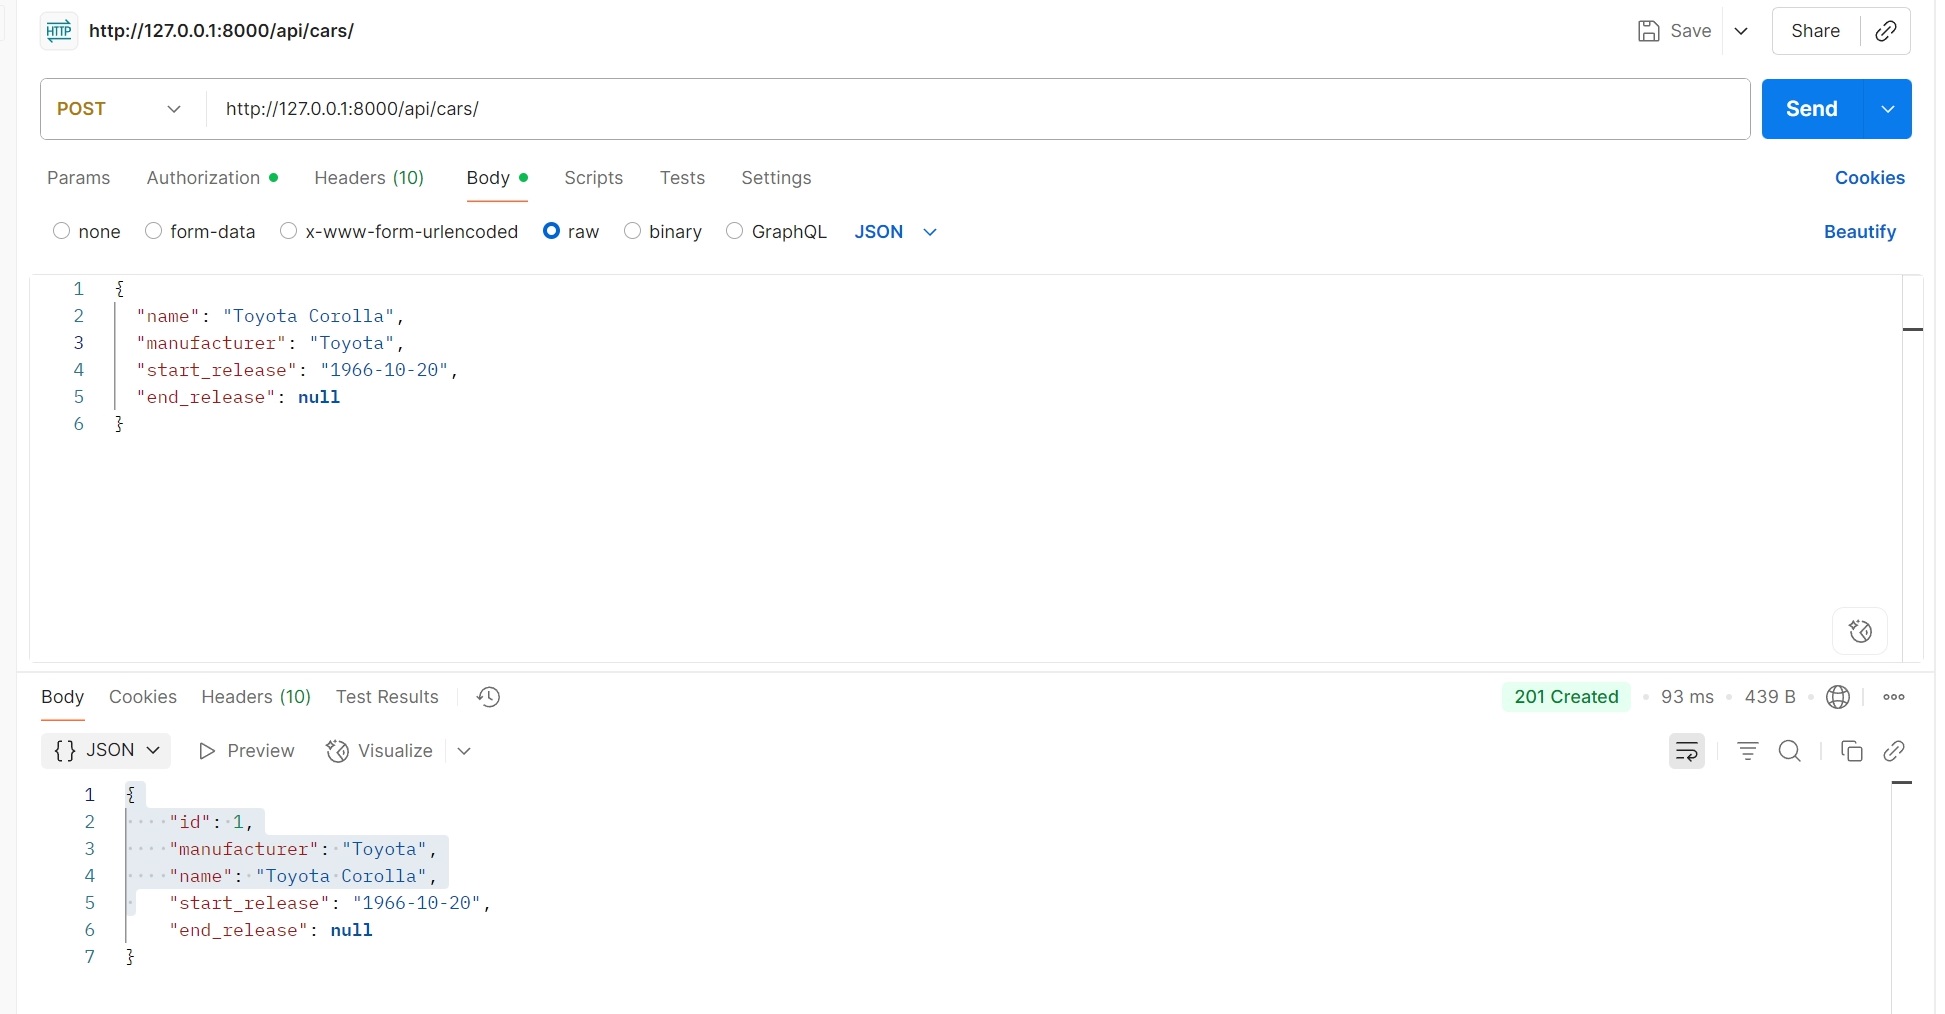 HTTP http://127.0.0.1:8000/api/cars/ Save Share
POST http://127.0.0.1:8000/api/cars/ Send
Params Authorization Headers (10) Body Scripts Tests Settings Cookies
none form-data x-www-form-urlencoded raw binary GraphQL JSON Beautify
1 {
2 "name": "Toyota Corolla",
3 "manufacturer": "Toyota",
4 "start_release": "1966-10-20",
5 "end_release": null
6 }
Body Cookies Headers (10) Test Results 201 Created 93 ms 439 B
{} JSON Preview Visualize
1 {
2 "id": 1,
3 "manufacturer": "Toyota",
4 "name": "Toyota Corolla",
5 "start_release": "1966-10-20",
6 "end_release": null
7 }